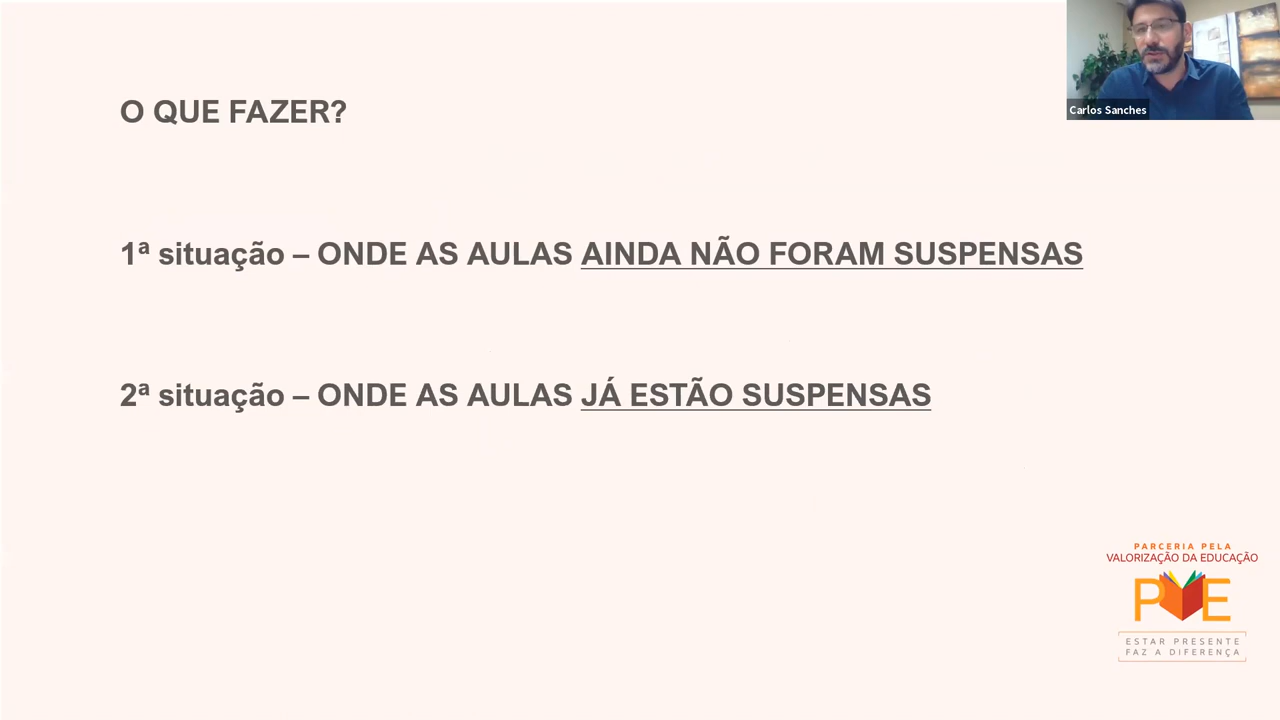 Carlos Sanches
O QUE FAZER?
1ª situação – ONDE AS AULAS AINDA NÃO FORAM SUSPENSAS
2ª situação – ONDE AS AULAS JÁ ESTÃO SUSPENSAS
PARCERIA PELA
VALORIZAÇÃO DA EDUCAÇÃO
PVE
ESTAR PRESENTE
FAZ A DIFERENÇA